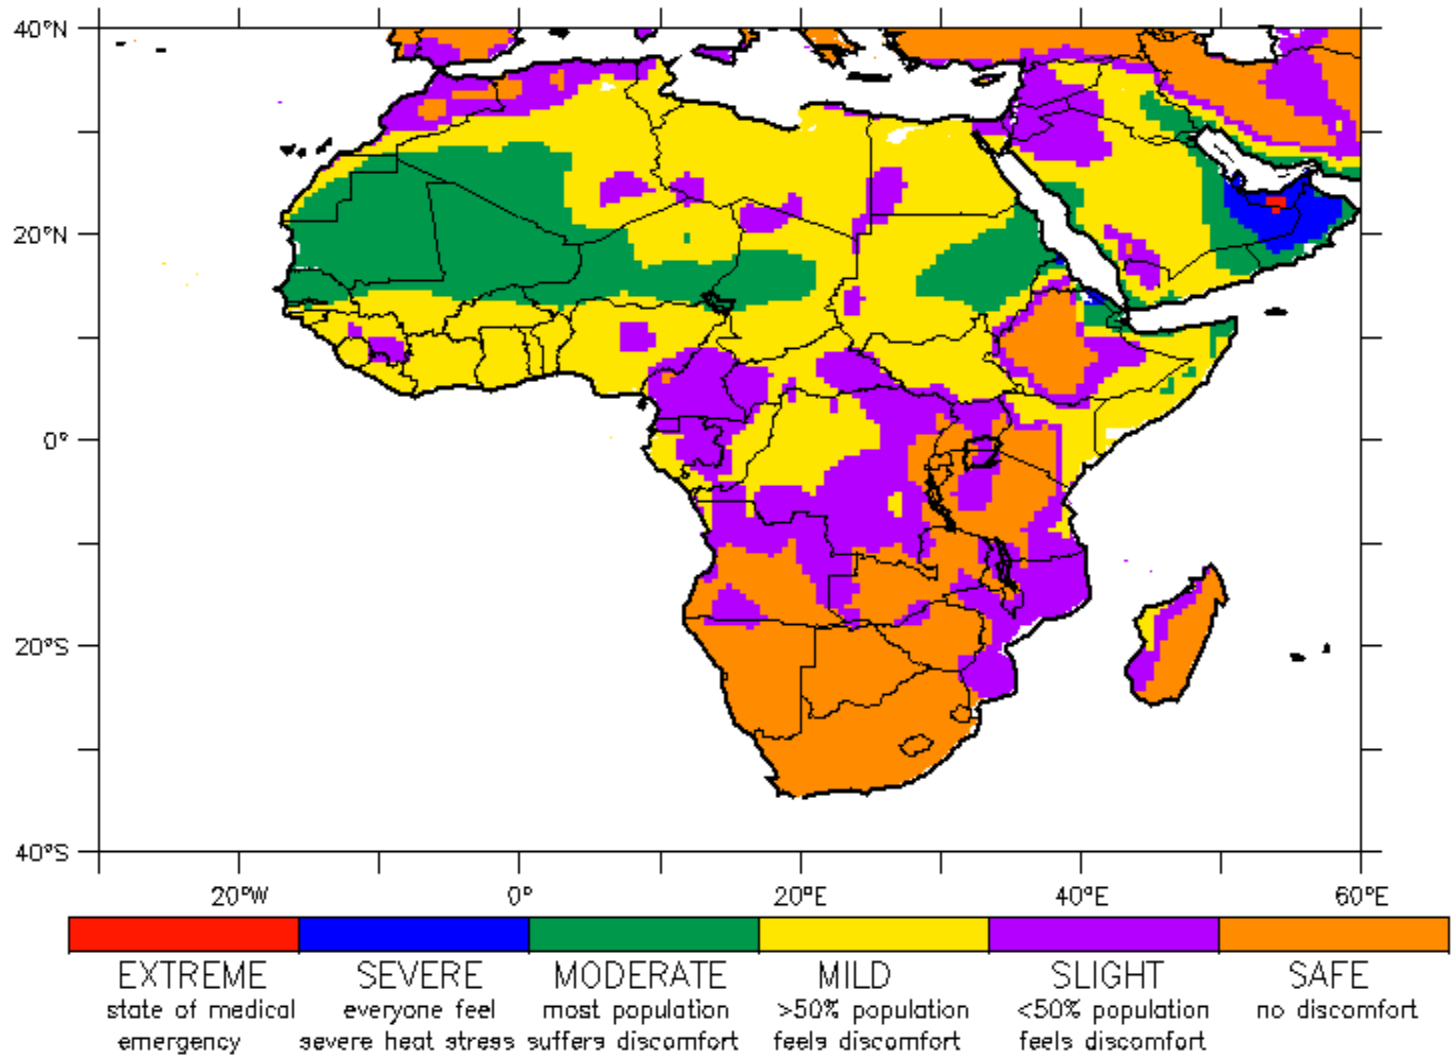 40°N
20°N
0°
20°S
40°S
20°W 0° 20°E 40°E 60°E
EXTREME SEVERE MODERATE MILD SLIGHT SAFE
state of medical everyone feel most population >50% population <50% population no discomfort
emergency severe heat stress suffers discomfort feels discomfort feels discomfort